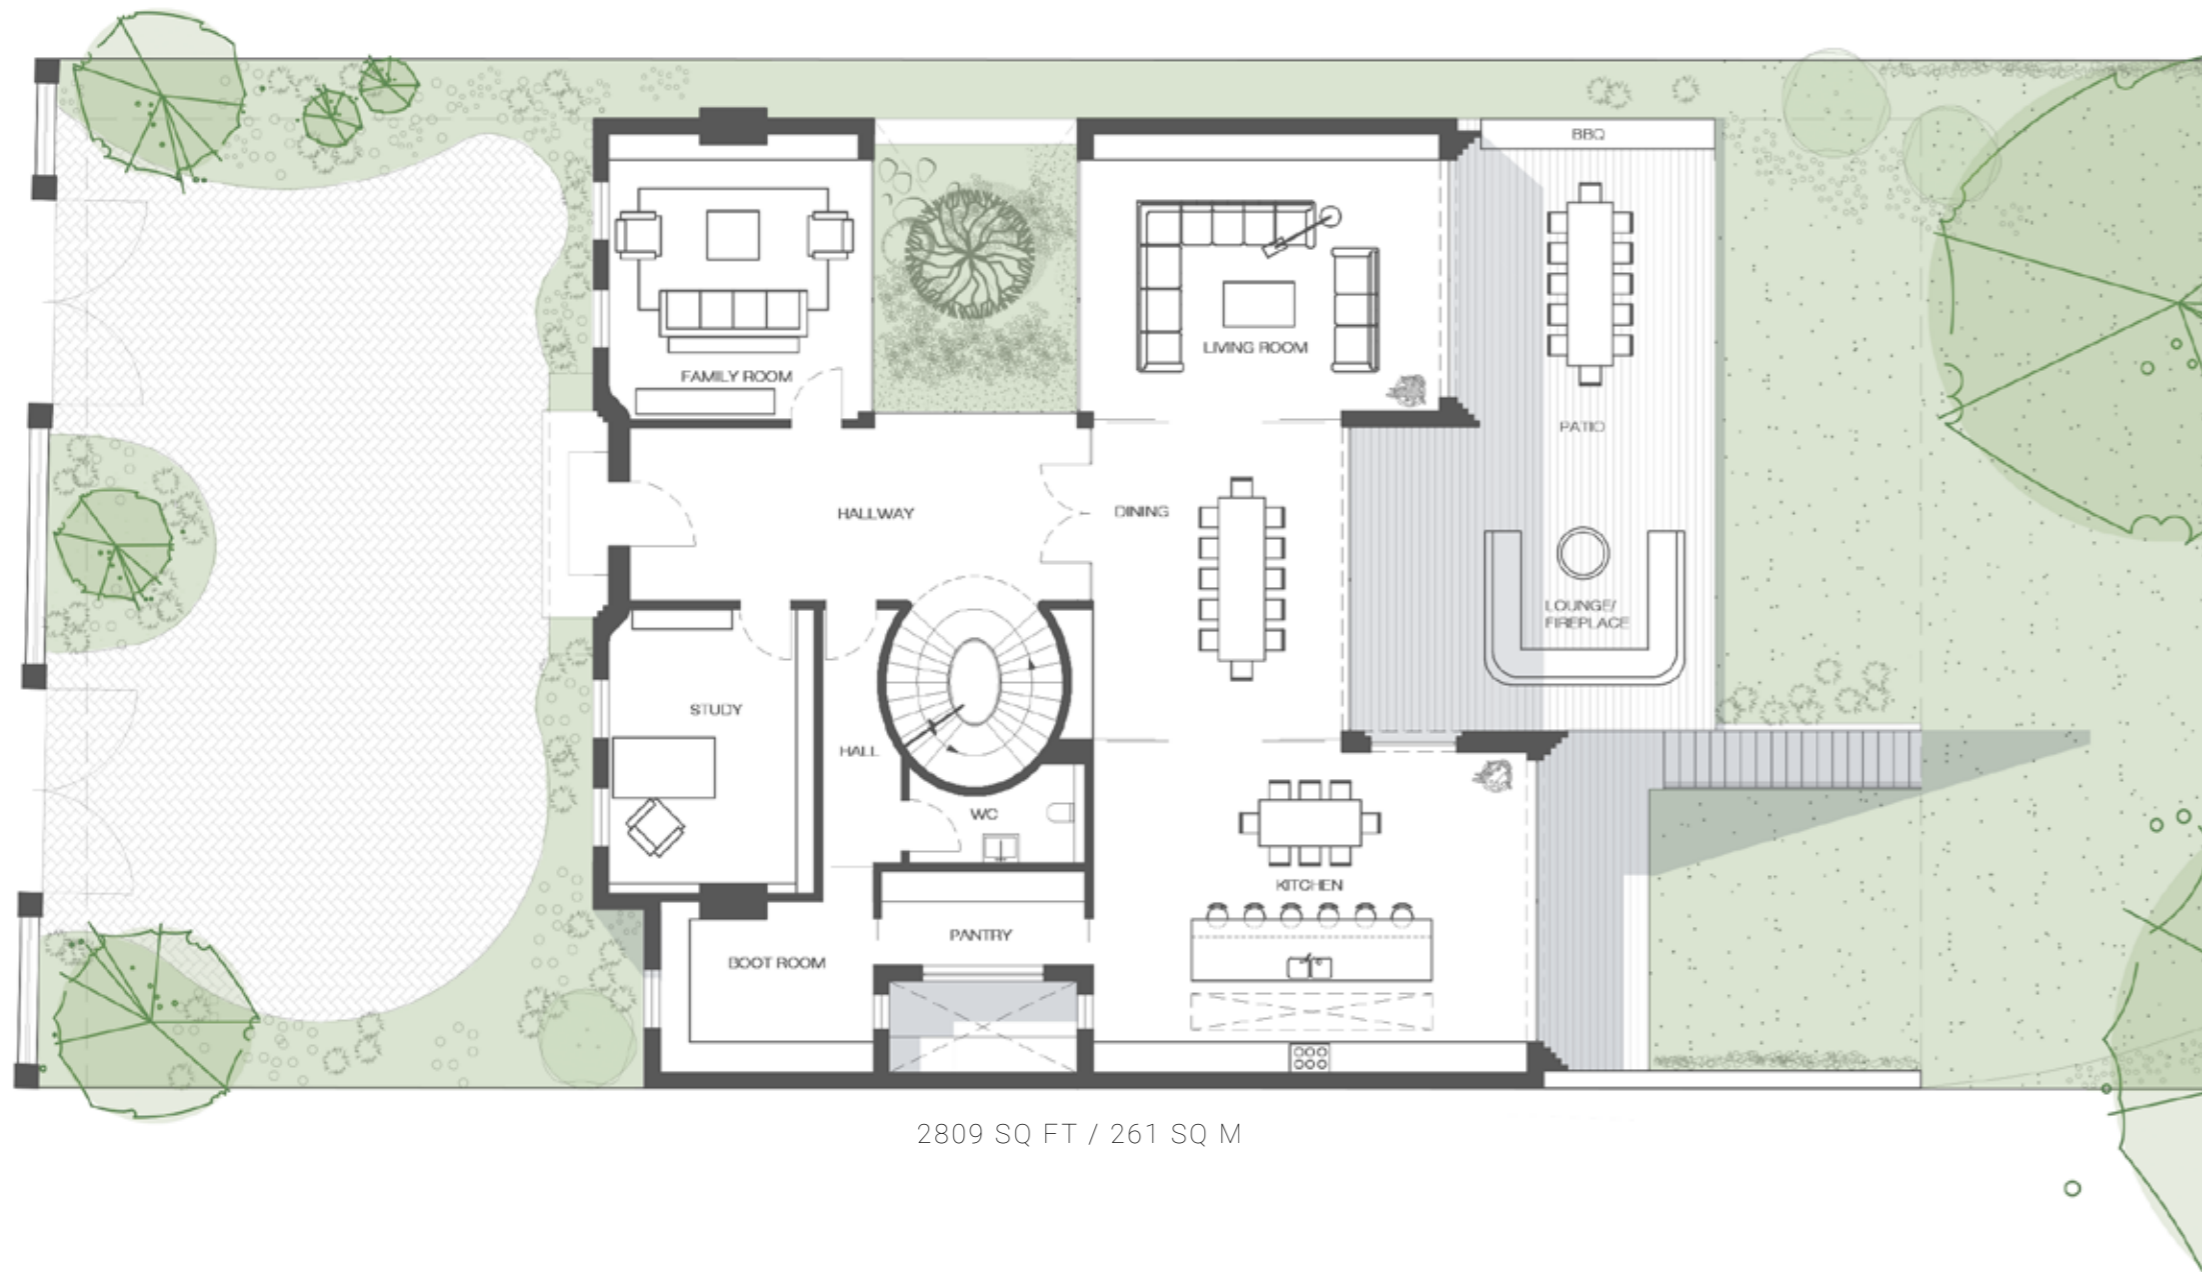 BBQ
LIVING ROOM
FAMILY ROOM
PATIO
HALLWAY
DINING
LOUNGE/
FIREPLACE
STUDY
HALL
WC
KITCHEN
PANTRY
BOOT ROOM
2809 SQ FT / 261 SQ M